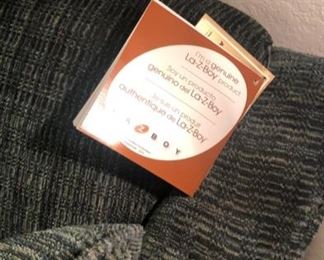 I'm a genuine
La-Z-Boy product
Soy un producto
genuino de La-Z-Boy
Je suis un produit
authentique de La-Z-Boy
LA Z BOY